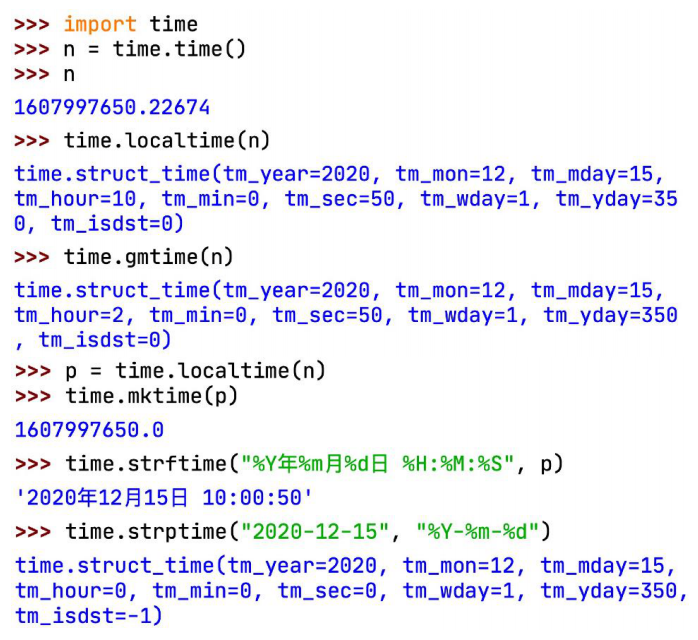 >>> import time
>>> n = time.time()
>>> n
1607997650.22674
>>> time.localtime(n)
time.struct_time(tm_year=2020, tm_mon=12, tm_mday=15,
tm_hour=10, tm_min=0, tm_sec=50, tm_wday=1, tm_yday=35
0, tm_isdst=0)
>>> time.gmtime(n)
time.struct_time(tm_year=2020, tm_mon=12, tm_mday=15,
tm_hour=2, tm_min=0, tm_sec=50, tm_wday=1, tm_yday=350
, tm_isdst=0)
>>> p = time.localtime(n)
>>> time.mktime(p)
1607997650.0
>>> time.strftime("%Y年%m月%d日 %H:%M:%S", p)
'2020年12月15日 10:00:50'
>>> time.strptime("2020-12-15", "%Y-%m-%d")
time.struct_time(tm_year=2020, tm_mon=12, tm_mday=15,
tm_hour=0, tm_min=0, tm_sec=0, tm_wday=1, tm_yday=350,
tm_isdst=-1)